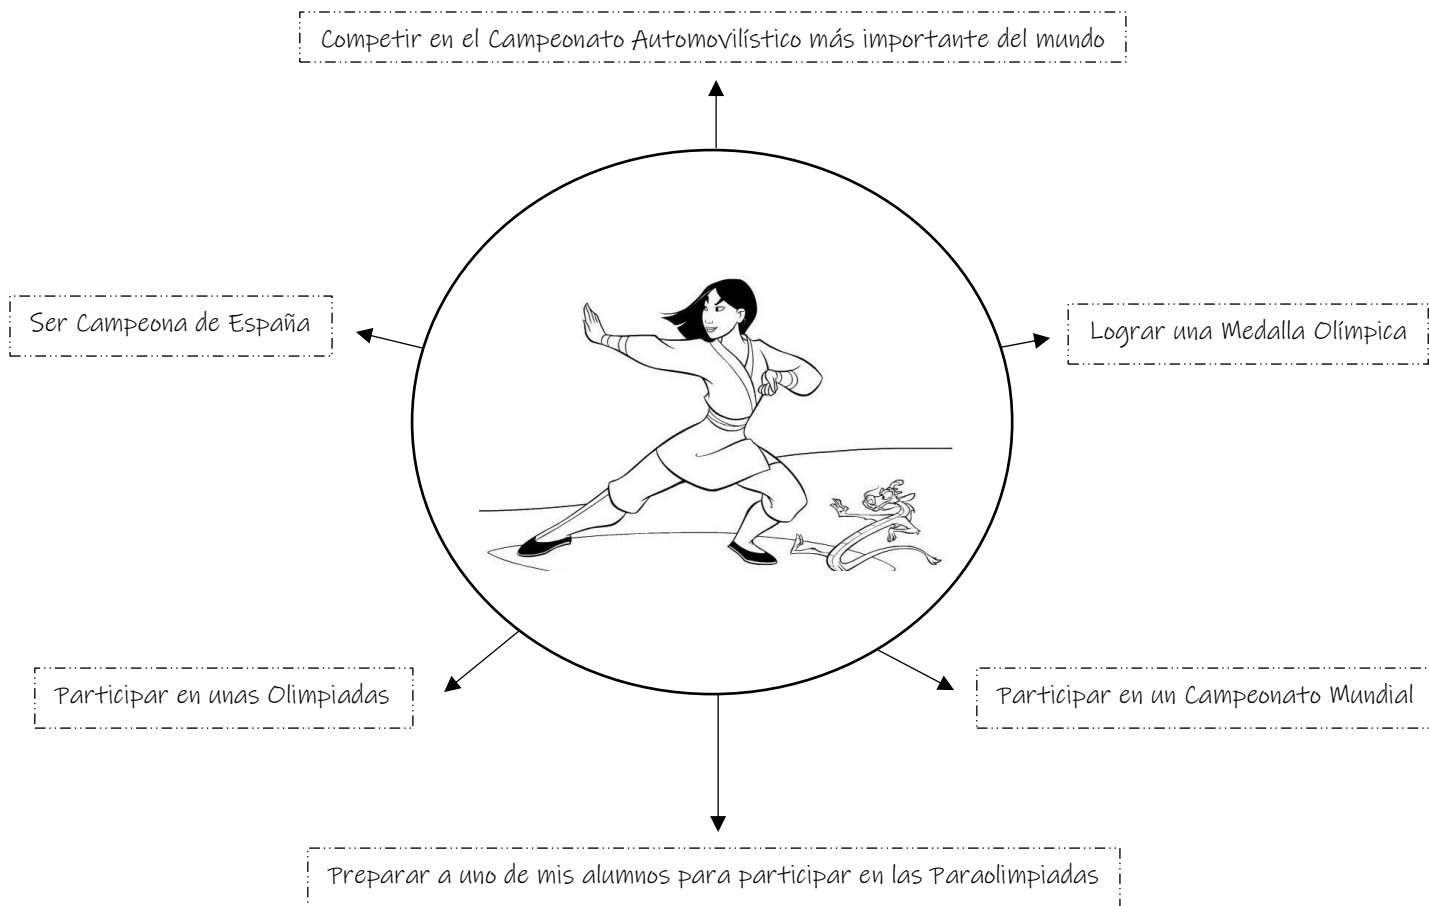 Competir en el Campeonato Automovilístico más importante del mundo
Ser Campeona de España
Lograr una Medalla Olímpica
Participar en unas Olimpiadas
Participar en un Campeonato Mundial
Preparar a uno de mis alumnos para participar en las Paraolimpiadas